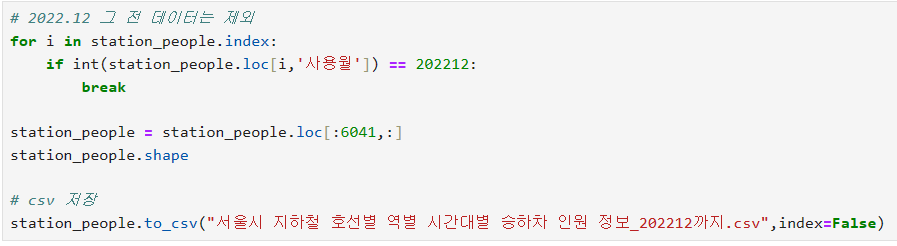 # 2022.12 그 전 데이터는 제외
for i in station_people.index:
    if int(station_people.loc[i,'사용월']) == 202212:
        break
station_people = station_people.loc[:6041,:]
station_people.shape
# csv 저장
station_people.to_csv("서울시 지하철 호선별 역별 시간대별 승하차 인원 정보_202212까지.csv",index=False)